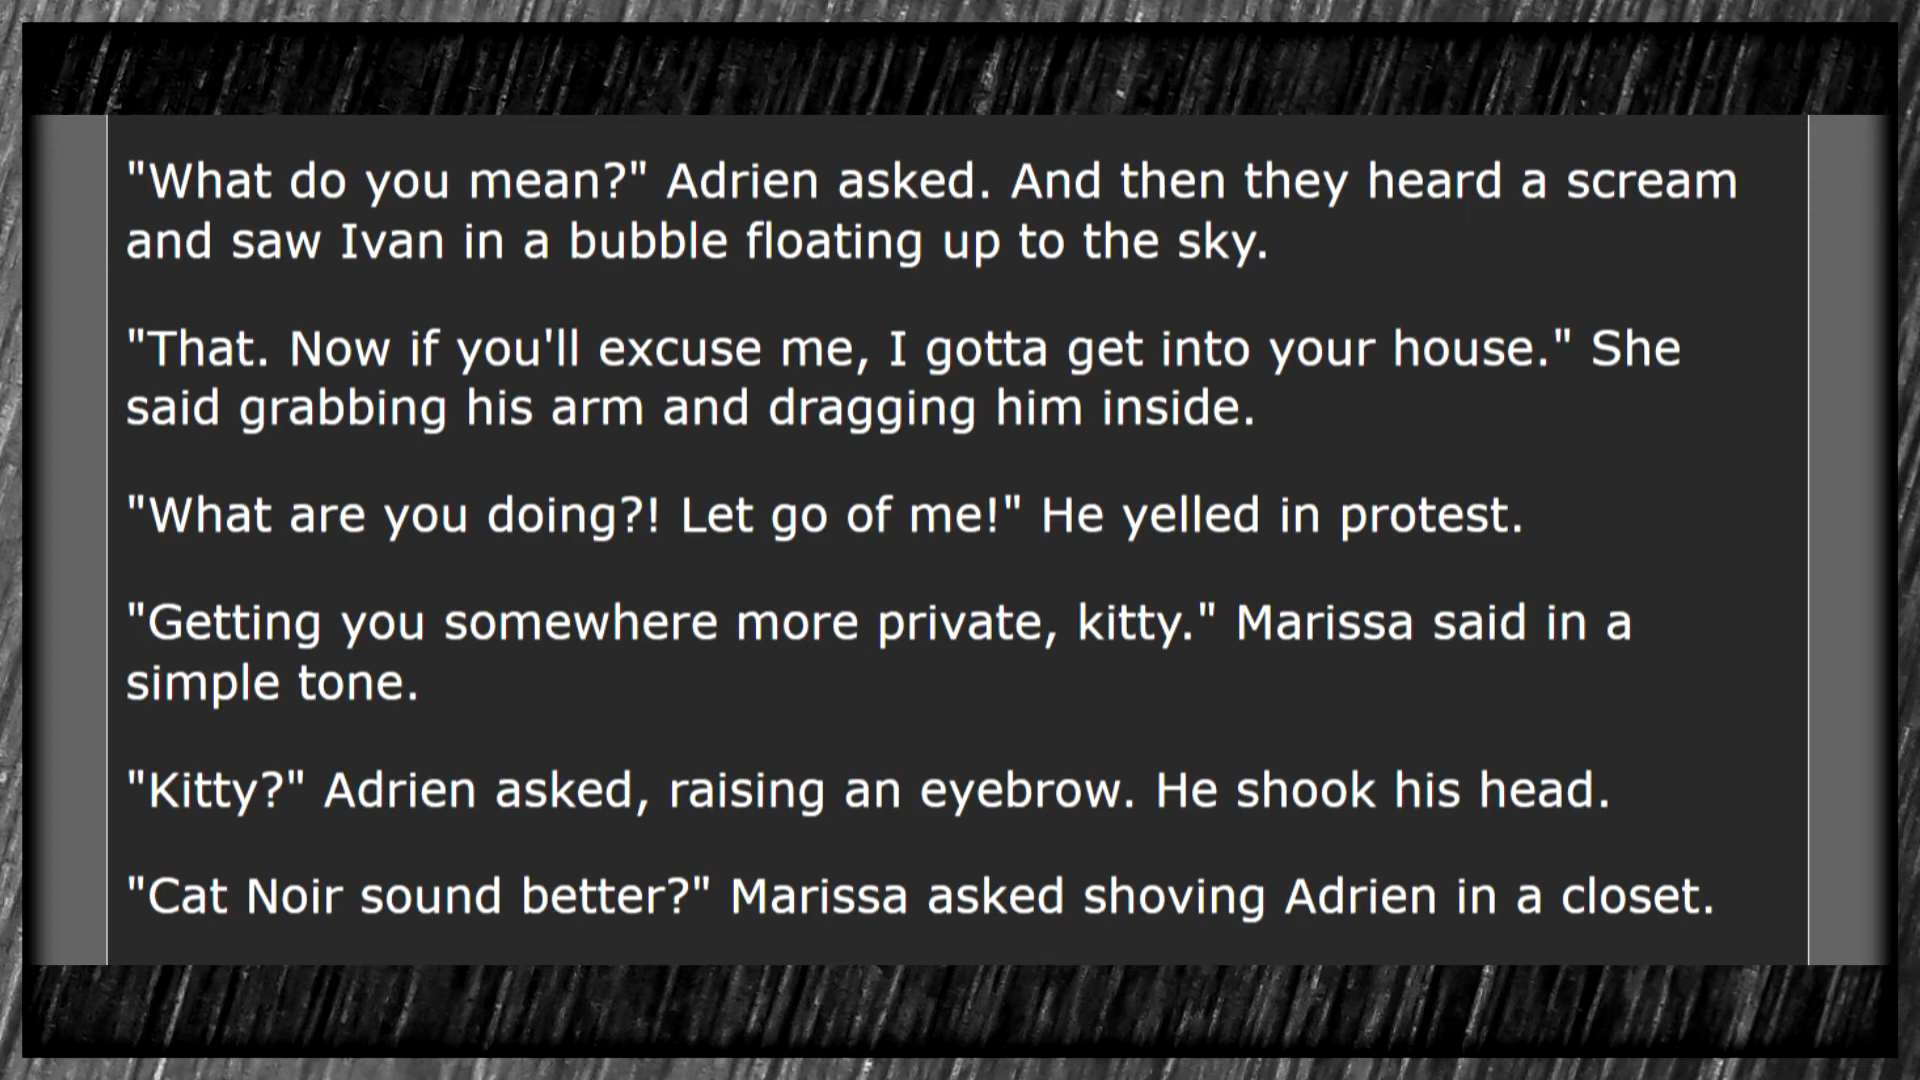 "What do you mean?" Adrien asked. And then they heard a scream
and saw Ivan in a bubble floating up to the sky.
"That. Now if you'll excuse me, I gotta get into your house." She
said grabbing his arm and dragging him inside.
"What are you doing?! Let go of me!" He yelled in protest.
"Getting you somewhere more private, kitty." Marissa said in a
simple tone.
"Kitty?" Adrien asked, raising an eyebrow. He shook his head.
"Cat Noir sound better?" Marissa asked shoving Adrien in a closet.